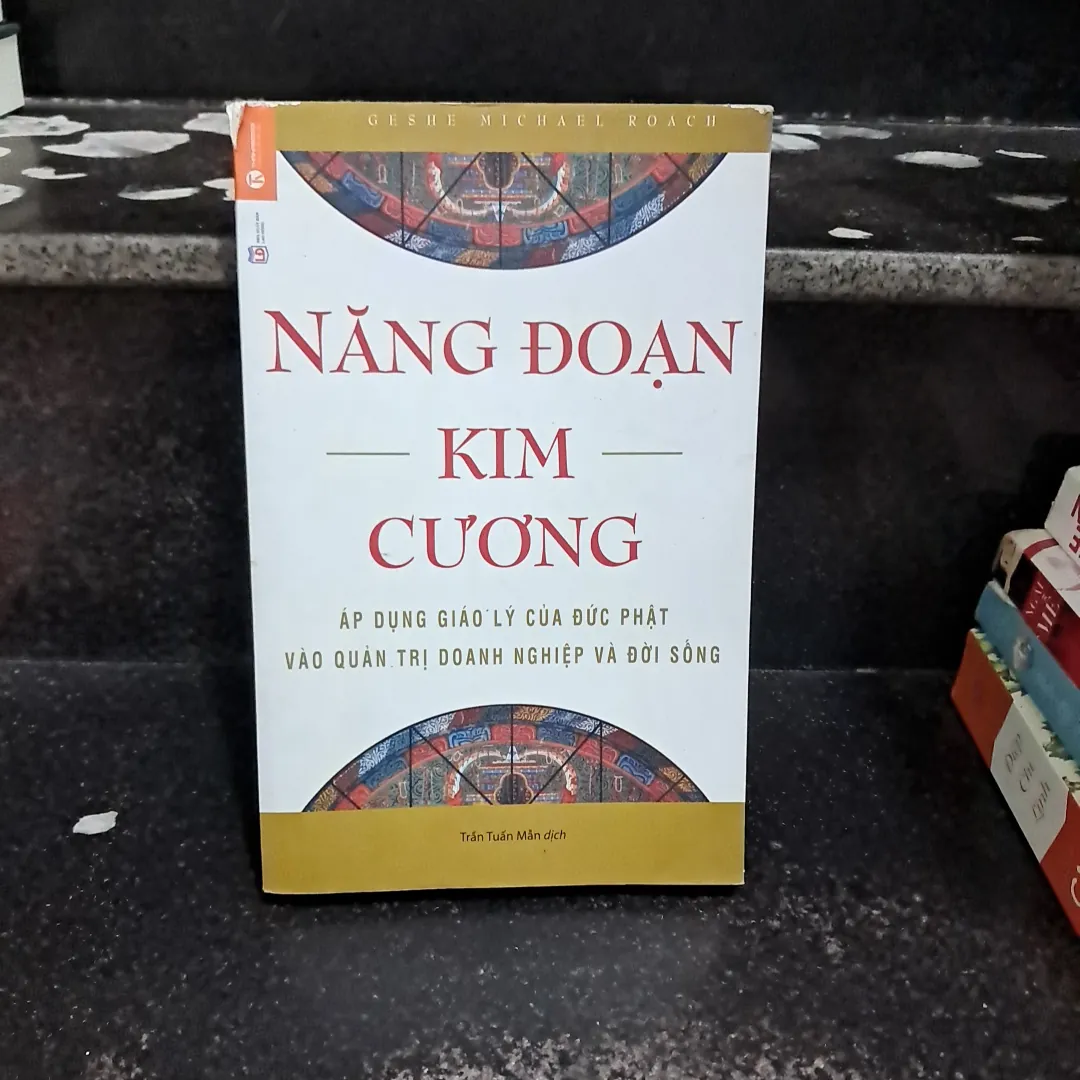 GESHE MICHAEL ROACH
NĂNG ĐOẠN
KIM
CƯƠNG
ÁP DỤNG GIÁO LÝ CỦA ĐỨC PHẬT
VÀO QUẢN TRỊ DOANH NGHIỆP VÀ ĐỜI SỐNG
Trần Tuấn Mẫn dịch